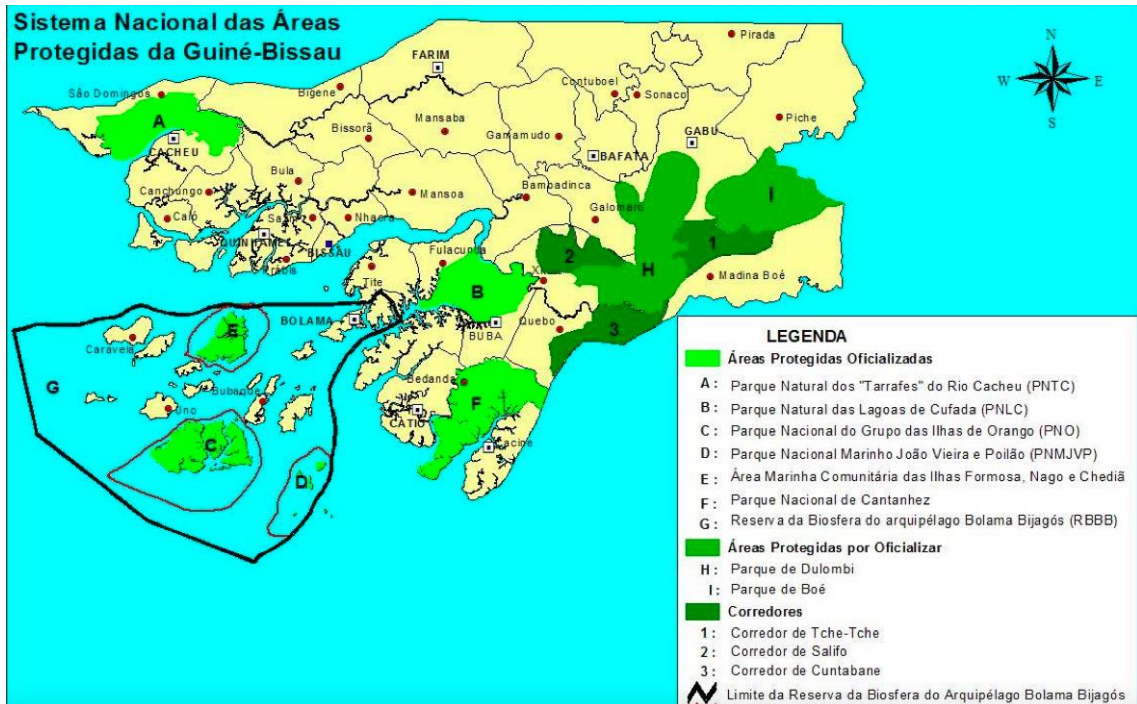 Sistema Nacional das Áreas
Protegidas da Guiné-Bissau
N
W
E
S
Pirada
FARIM
Contuboel
Sonaco
São Domingos
Bigene
Piche
Mansaba
Bissorã
Gamamudo
GABU
A
CACHEU
BAFATA
Bula
Canchungo
Mansoa
Bambadinca
I
Caió
Nhacra
Galomaro
QUINHAMEL
BISSAU
1
Prabis
Fulacunda
2
H
Tite
Madina Boé
B
BOLAMA
BUBA
Quebo
3
E
Caravela
G
Bedanda
Bubaque
F
Uno
CATIO
C
Cacine
D
LEGENDA
Áreas Protegidas Oficializadas
A : Parque Natural dos "Tarrafes" do Rio Cacheu (PNTC)
B : Parque Natural das Lagoas de Cufada (PNLC)
C : Parque Nacional do Grupo das Ilhas de Orango (PNO)
D : Parque Nacional Marinho João Vieira e Poilão (PNMJVP)
E : Área Marinha Comunitária das Ilhas Formosa, Nago e Chediã
F : Parque Nacional de Cantanhez
G : Reserva da Biosfera do arquipélago Bolama Bijagós (RBBB)
Áreas Protegidas por Oficializar
H : Parque de Dulombi
I : Parque de Boé
Corredores
1 : Corredor de Tche-Tche
2 : Corredor de Salifo
3 : Corredor de Cuntabane
Limite da Reserva da Biosfera do Arquipélago Bolama Bijagós